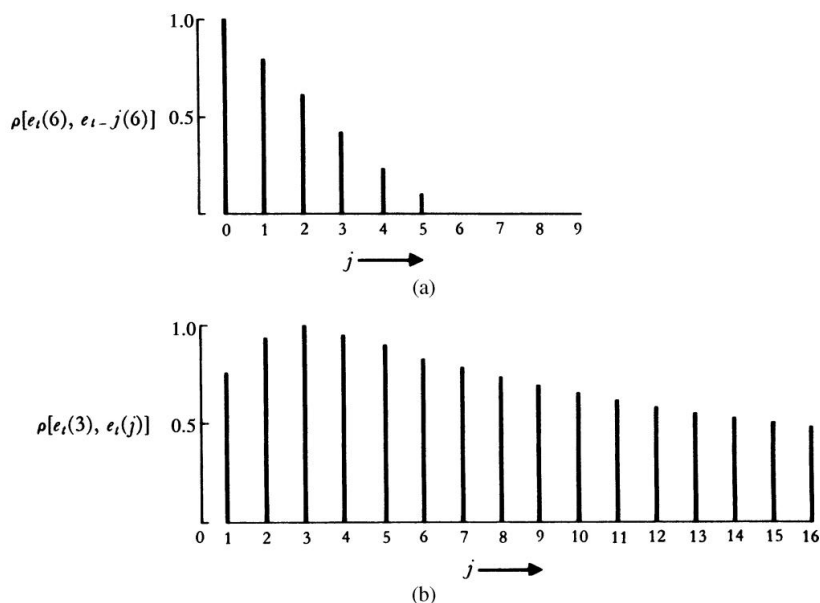 1.0
0.5
ρ[e_t(6), e_{t-j}(6)]
0 1 2 3 4 5 6 7 8 9
j
(a)
1.0
0.5
ρ[e_t(3), e_t(j)]
0 1 2 3 4 5 6 7 8 9 10 11 12 13 14 15 16
j
(b)